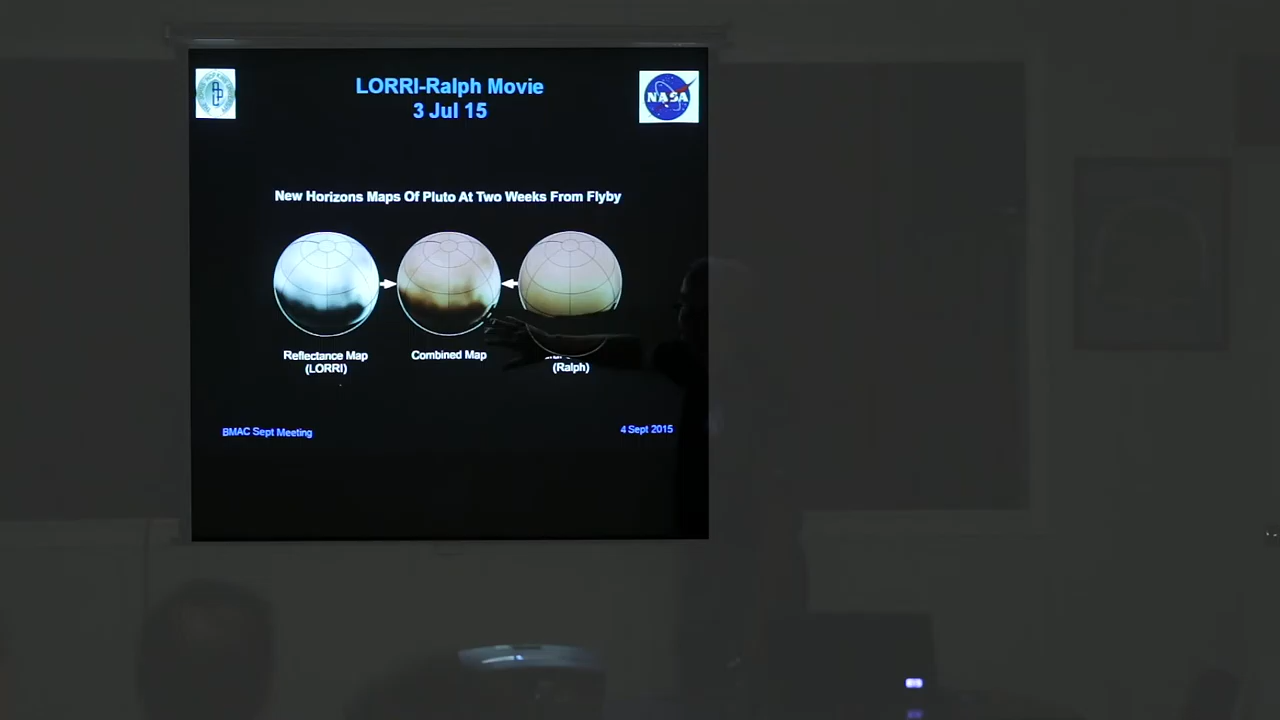 LORRI-Ralph Movie
3 Jul 15
NASA
New Horizons Maps Of Pluto At Two Weeks From Flyby
Reflectance Map
(LORRI)
Combined Map
(Ralph)
BMAC Sept Meeting
4 Sept 2015